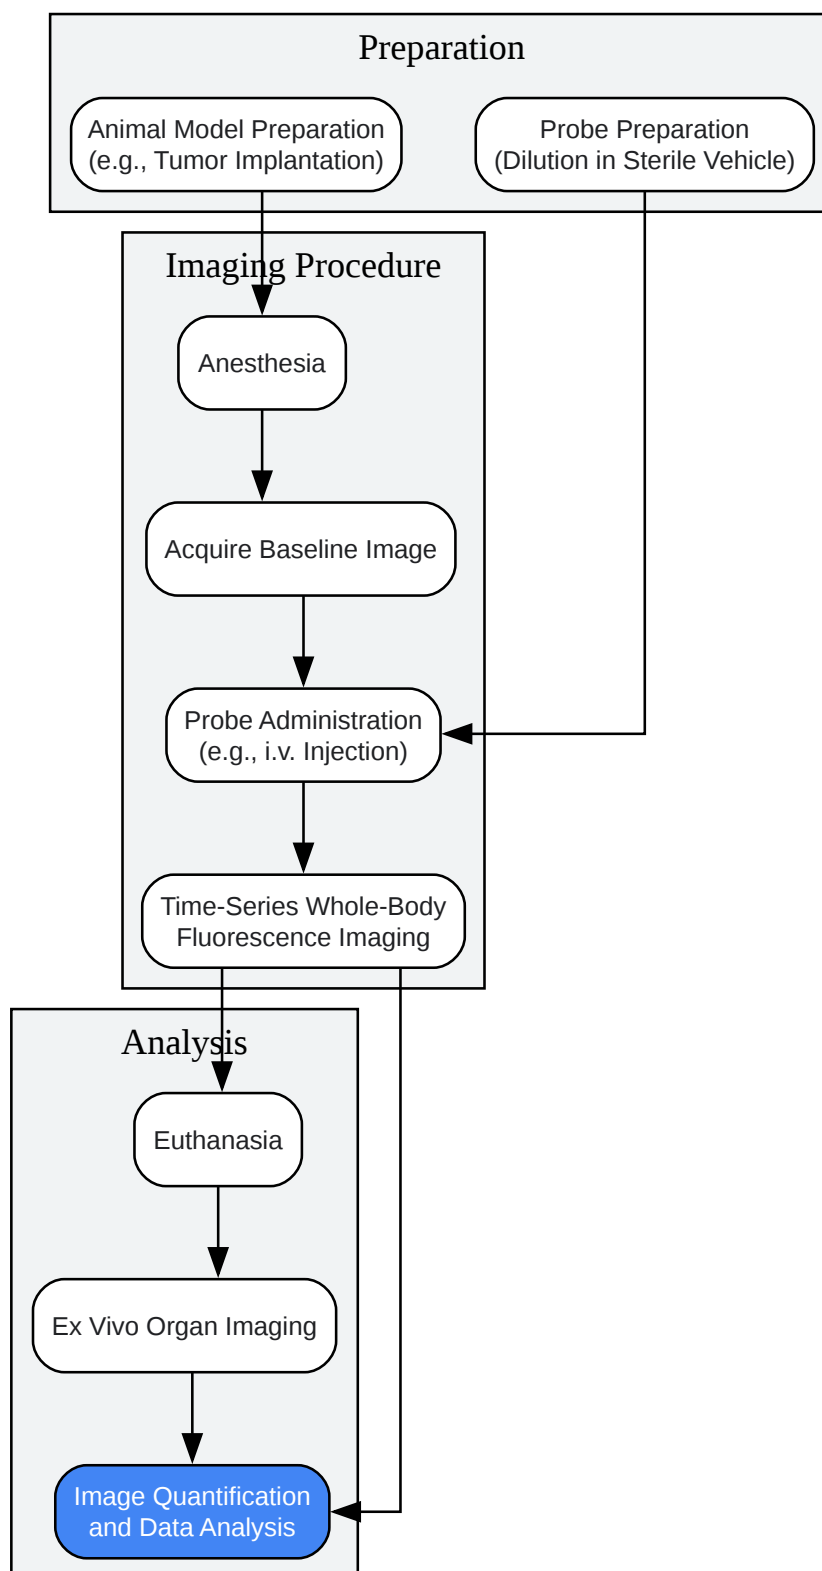 Preparation
Animal Model Preparation
(e.g., Tumor Implantation)
Probe Preparation
(Dilution in Sterile Vehicle)
Imaging Procedure
Anesthesia
Acquire Baseline Image
Probe Administration
(e.g., i.v. Injection)
Time-Series Whole-Body
Fluorescence Imaging
Analysis
Euthanasia
Ex Vivo Organ Imaging
Image Quantification
and Data Analysis